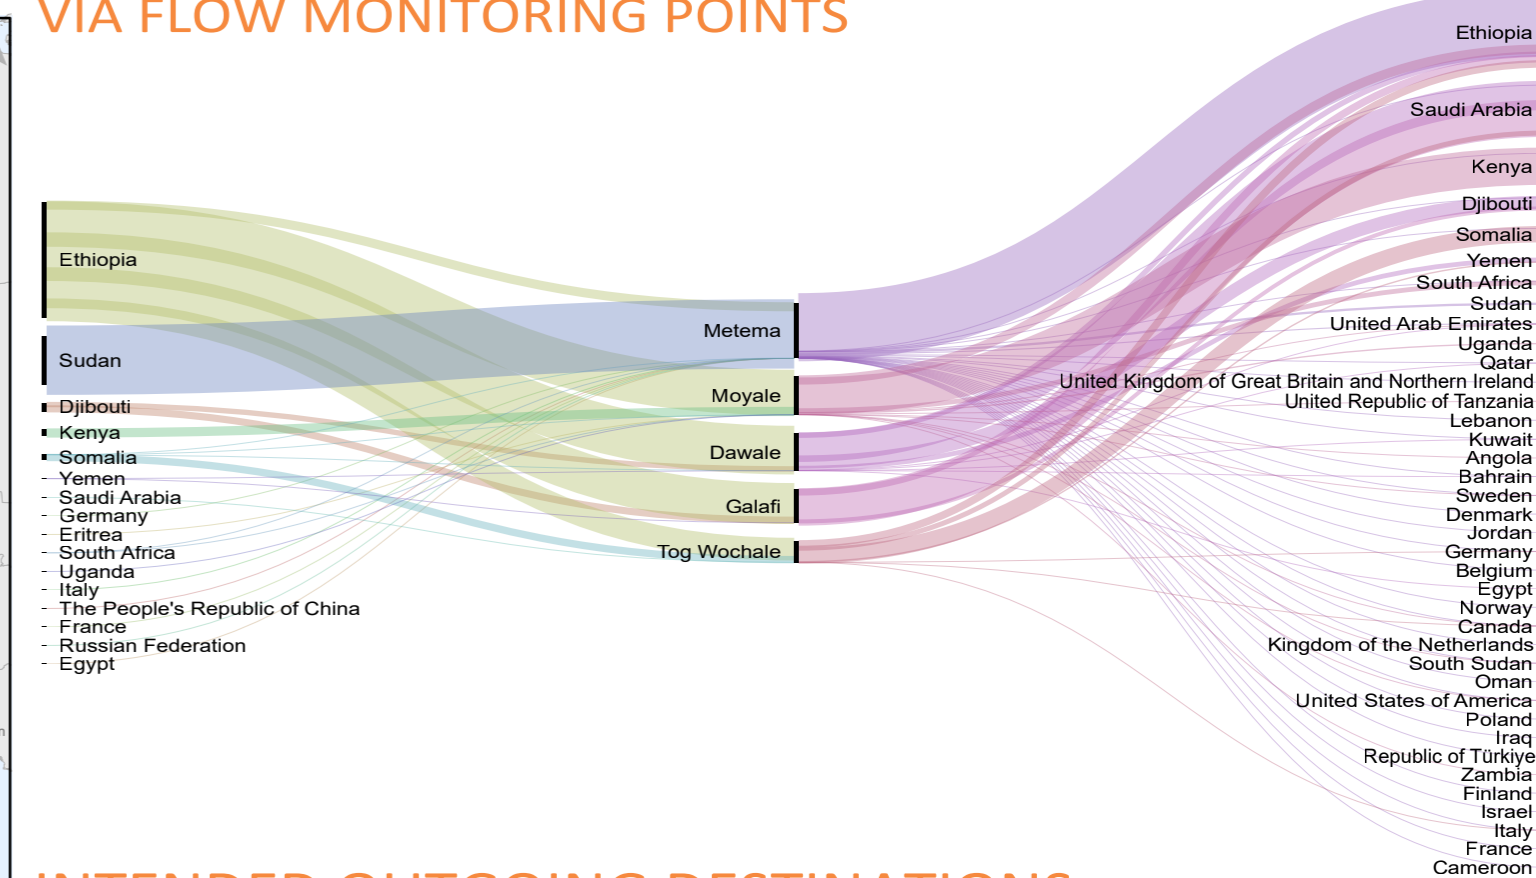 VIA FLOW MONITORING POINTS
Ethiopia
Sudan
Djibouti
Kenya
Somalia
Yemen
Saudi Arabia
Germany
Eritrea
South Africa
Uganda
Italy
The People's Republic of China
France
Russian Federation
Egypt
Metema
Moyale
Dawale
Galafi
Tog Wochale
Ethiopia
Saudi Arabia
Kenya
Djibouti
Somalia
Yemen
South Africa
Sudan
United Arab Emirates
Uganda
Qatar
United Kingdom of Great Britain and Northern Ireland
United Republic of Tanzania
Lebanon
Kuwait
Angola
Bahrain
Sweden
Denmark
Jordan
Germany
Belgium
Egypt
Norway
Canada
Kingdom of the Netherlands
South Sudan
Oman
United States of America
Poland
Iraq
Republic of Türkiye
Zambia
Finland
Israel
Italy
France
Cameroon
INTENDED OUTGOING DESTINATIONS